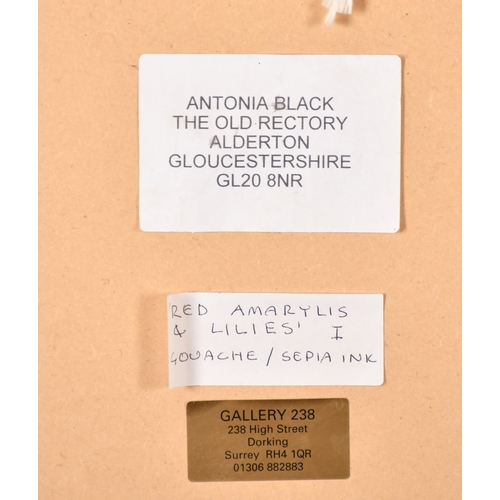 ANTONIA BLACK
THE OLD RECTORY
ALDERTON
GLOUCESTERSHIRE
GL20 8NR
RED AMARYLIS
& LILIES' I
GOUACHE / SEPIA INK
GALLERY 238
238 High Street
Dorking
Surrey RH4 1QR
01306 882883